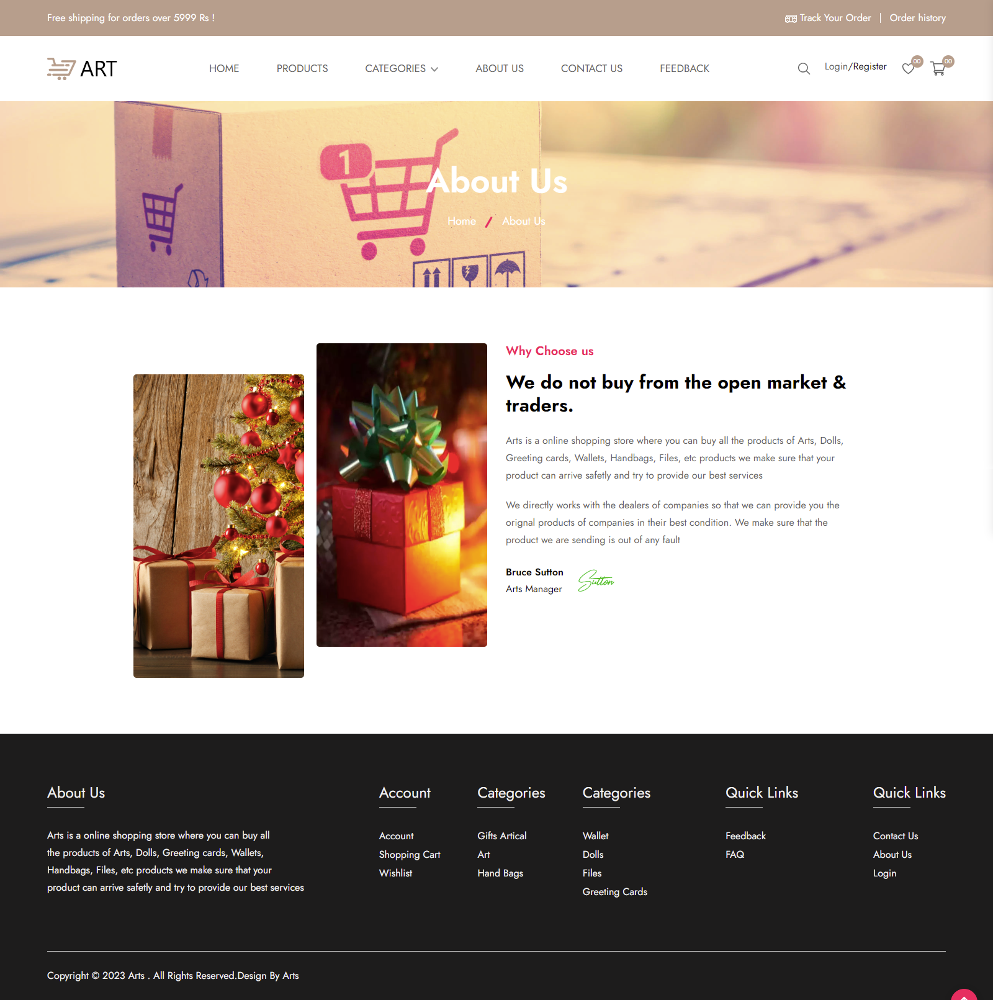 Free shipping for orders over 5999 Rs !
Track Your Order
Order history
ART
HOME
PRODUCTS
CATEGORIES
ABOUT US
CONTACT US
FEEDBACK
Login/Register
00
00
1
About Us
Home / About Us
Why Choose us
We do not buy from the open market &
traders.
Arts is a online shopping store where you can buy all the products of Arts, Dolls,
Greeting cards, Wallets, Handbags, Files, etc products we make sure that your
product can arrive safetly and try to provide our best services
We directly works with the dealers of companies so that we can provide you the
orignal products of companies in their best condition. We make sure that the
product we are sending is out of any fault
Bruce Sutton
Arts Manager
Sutton
About Us
Arts is a online shopping store where you can buy all
the products of Arts, Dolls, Greeting cards, Wallets,
Handbags, Files, etc products we make sure that your
product can arrive safetly and try to provide our best services
Account
Account
Shopping Cart
Wishlist
Categories
Gifts Artical
Art
Hand Bags
Categories
Wallet
Dolls
Files
Greeting Cards
Quick Links
Feedback
FAQ
Quick Links
Contact Us
About Us
Login
Copyright © 2023 Arts . All Rights Reserved.Design By Arts